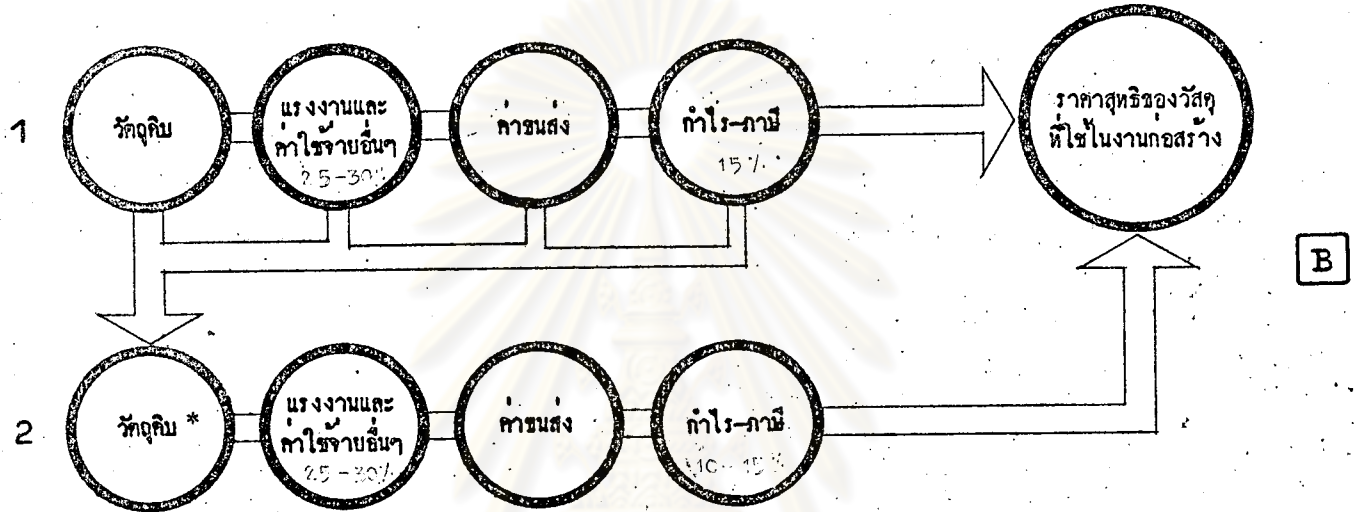 1
วัตถุดิบ
แรงงานและ
ค่าใช้จ่ายอื่นๆ
25-30%
ค่าขนส่ง
กำไร-ภาษี
15%
ราคาสุทธิของวัสดุ
ที่ใช้ในงานก่อสร้าง
B
2
วัตถุดิบ *
แรงงานและ
ค่าใช้จ่ายอื่นๆ
25-30%
ค่าขนส่ง
กำไร-ภาษี
10-15%